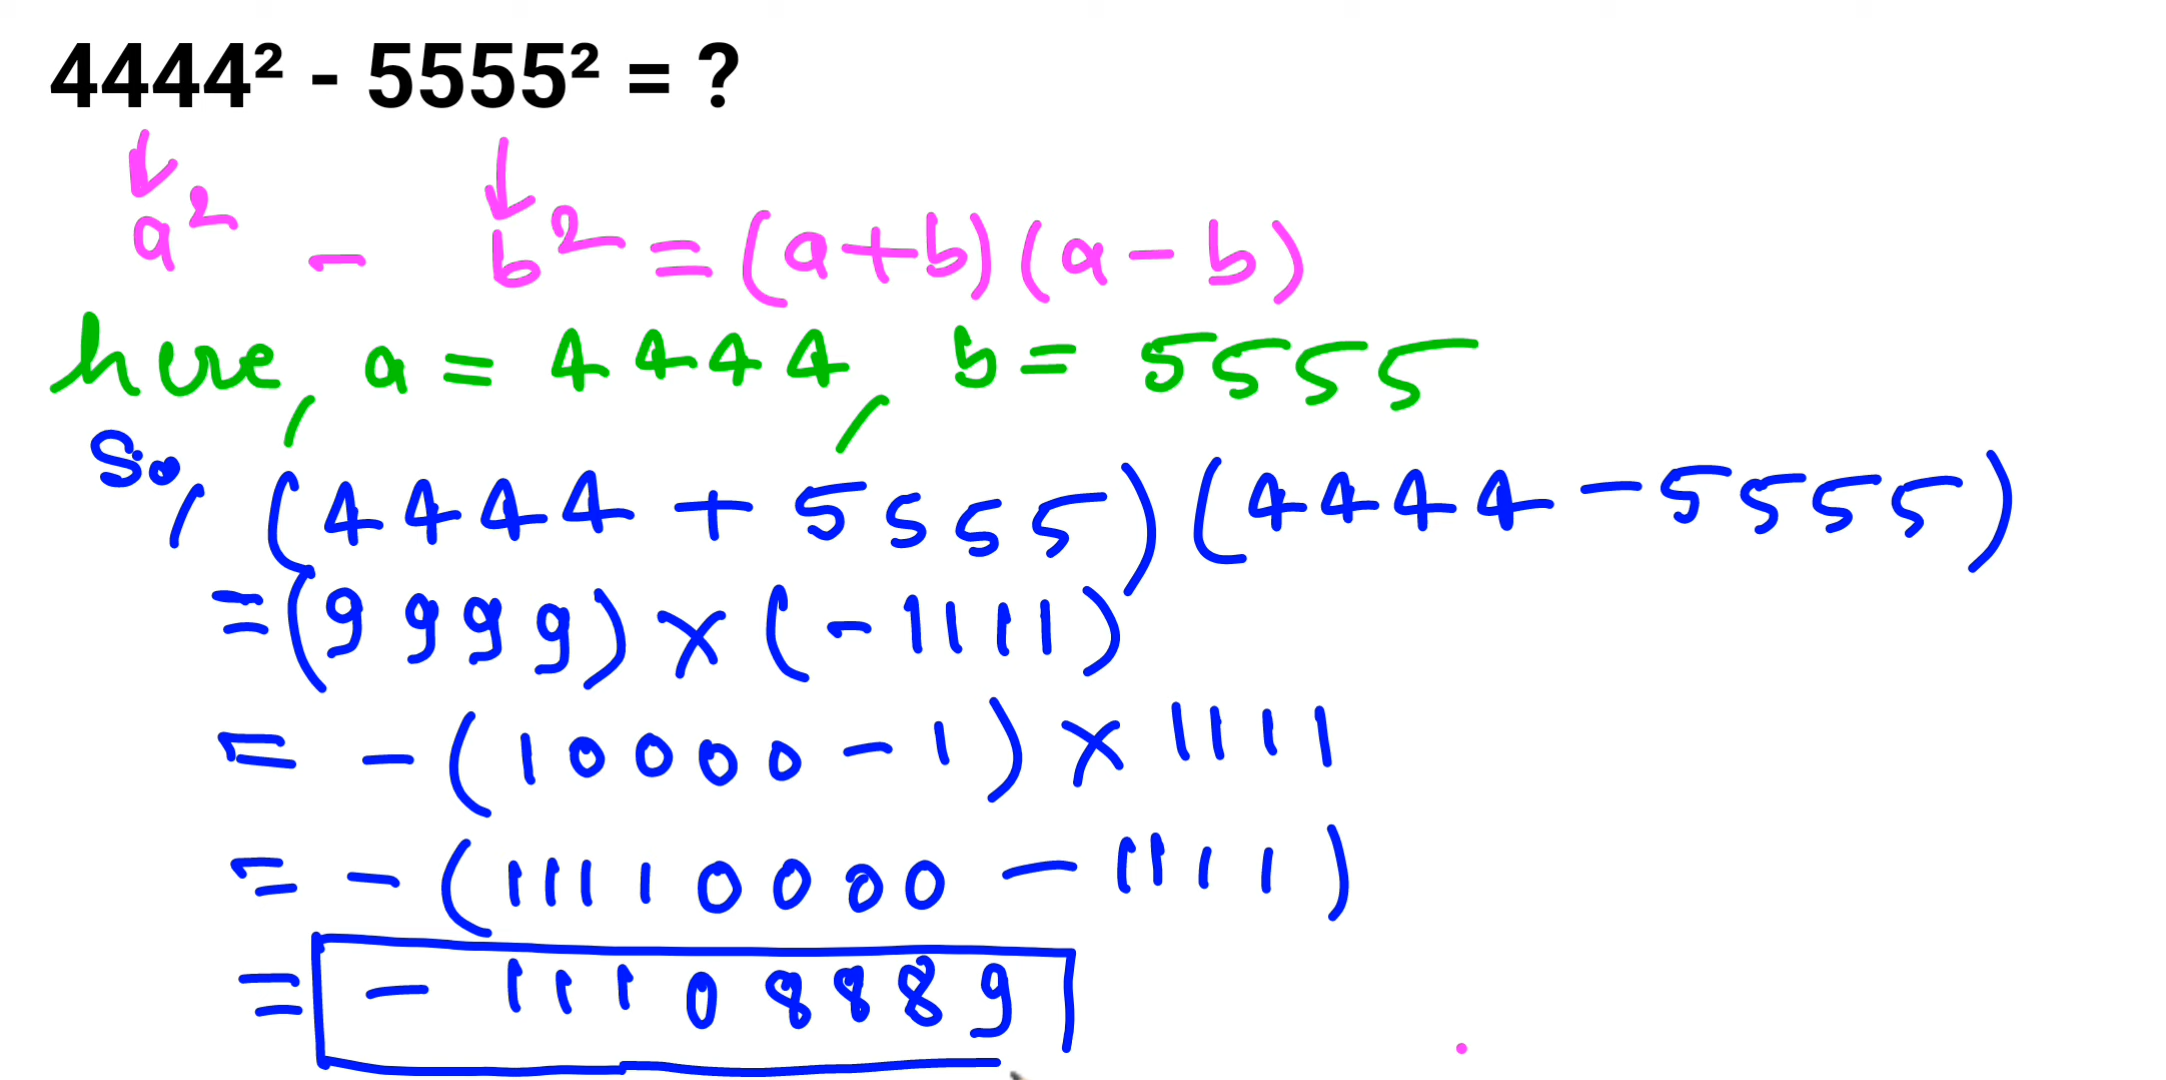 4444² - 5555² = ?
a² - b² = (a+b)(a-b)
here, a = 4444, b = 5555
So, (4444 + 5555)(4444 - 5555)
= (9999) × (-1111)
= - (10000 - 1) × 1111
= - (11110000 - 1111)
= - 11108889